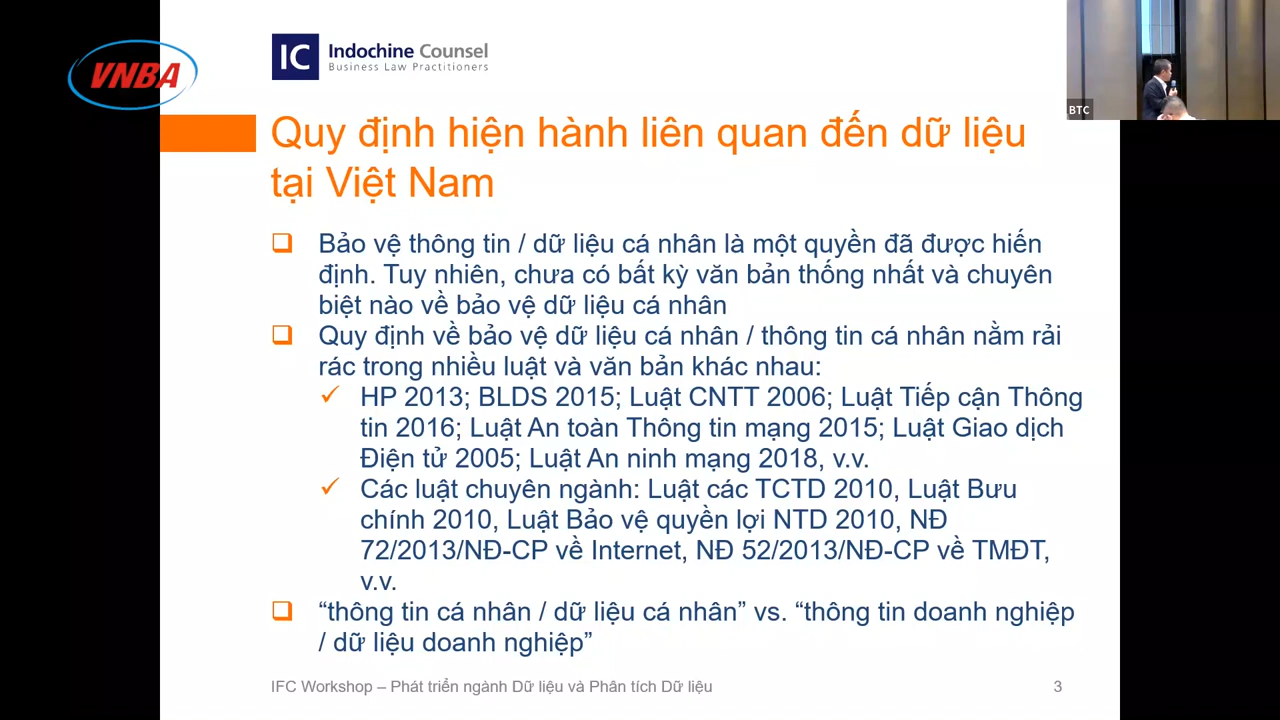 VNBA
IC Indochine Counsel
Business Law Practitioners
BTC
Quy định hiện hành liên quan đến dữ liệu
tại Việt Nam
Bảo vệ thông tin / dữ liệu cá nhân là một quyền đã được hiến
định. Tuy nhiên, chưa có bất kỳ văn bản thống nhất và chuyên
biệt nào về bảo vệ dữ liệu cá nhân
Quy định về bảo vệ dữ liệu cá nhân / thông tin cá nhân nằm rải
rác trong nhiều luật và văn bản khác nhau:
HP 2013; BLDS 2015; Luật CNTT 2006; Luật Tiếp cận Thông
tin 2016; Luật An toàn Thông tin mạng 2015; Luật Giao dịch
Điện tử 2005; Luật An ninh mạng 2018, v.v.
Các luật chuyên ngành: Luật các TCTD 2010, Luật Bưu
chính 2010, Luật Bảo vệ quyền lợi NTD 2010, NĐ
72/2013/NĐ-CP về Internet, NĐ 52/2013/NĐ-CP về TMĐT,
v.v.
“thông tin cá nhân / dữ liệu cá nhân” vs. “thông tin doanh nghiệp
/ dữ liệu doanh nghiệp”
IFC Workshop – Phát triển ngành Dữ liệu và Phân tích Dữ liệu 3